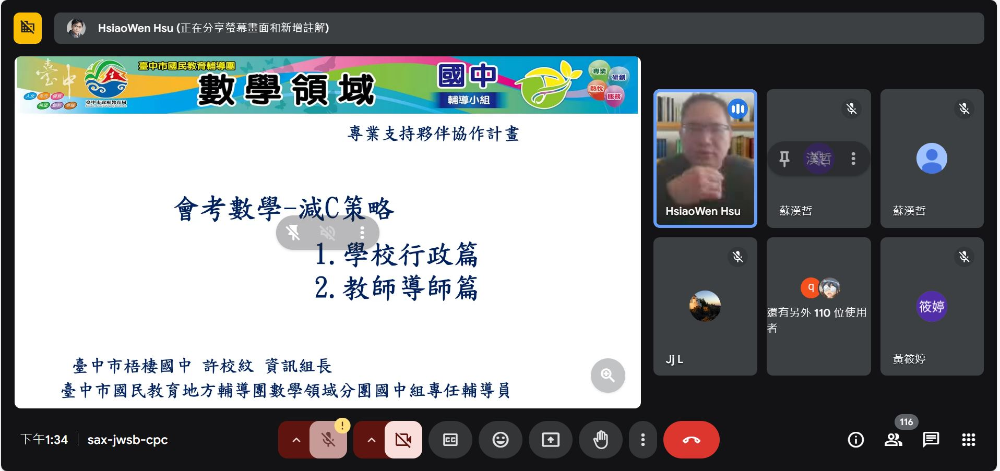 HsiaoWen Hsu (正在分享螢幕畫面和新增註解)
臺中
人文 多元 優質
希望 創新 卓越
臺中市政府教育局
臺中市國民教育輔導團
數學領域
國中
輔導小組
專業
研創
熱忱
服務
專業支持夥伴協作計畫
會考數學-減C策略
1.學校行政篇
2.教師導師篇
臺中市梧棲國中 許校紋 資訊組長
臺中市國民教育地方輔導團數學領域分團國中組專任輔導員
HsiaoWen Hsu
漢哲
蘇漢哲
蘇漢哲
Jj L
q
還有另外 110 位使用
者
筱婷
黃筱婷
下午1:34
sax-jwsb-cpc
!
CC
116